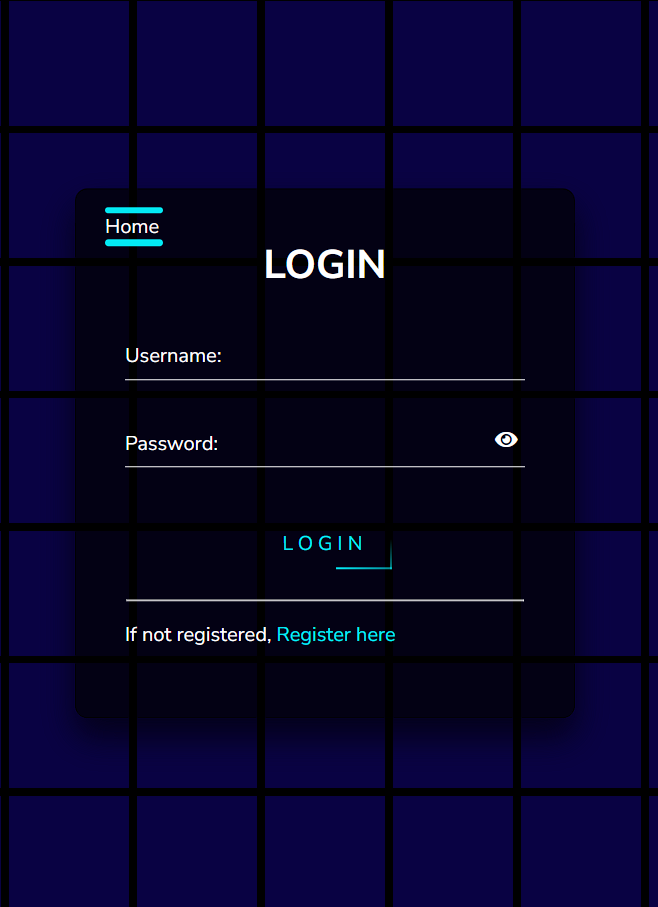 Home
LOGIN
Username:
Password:
LOGIN
If not registered, Register here